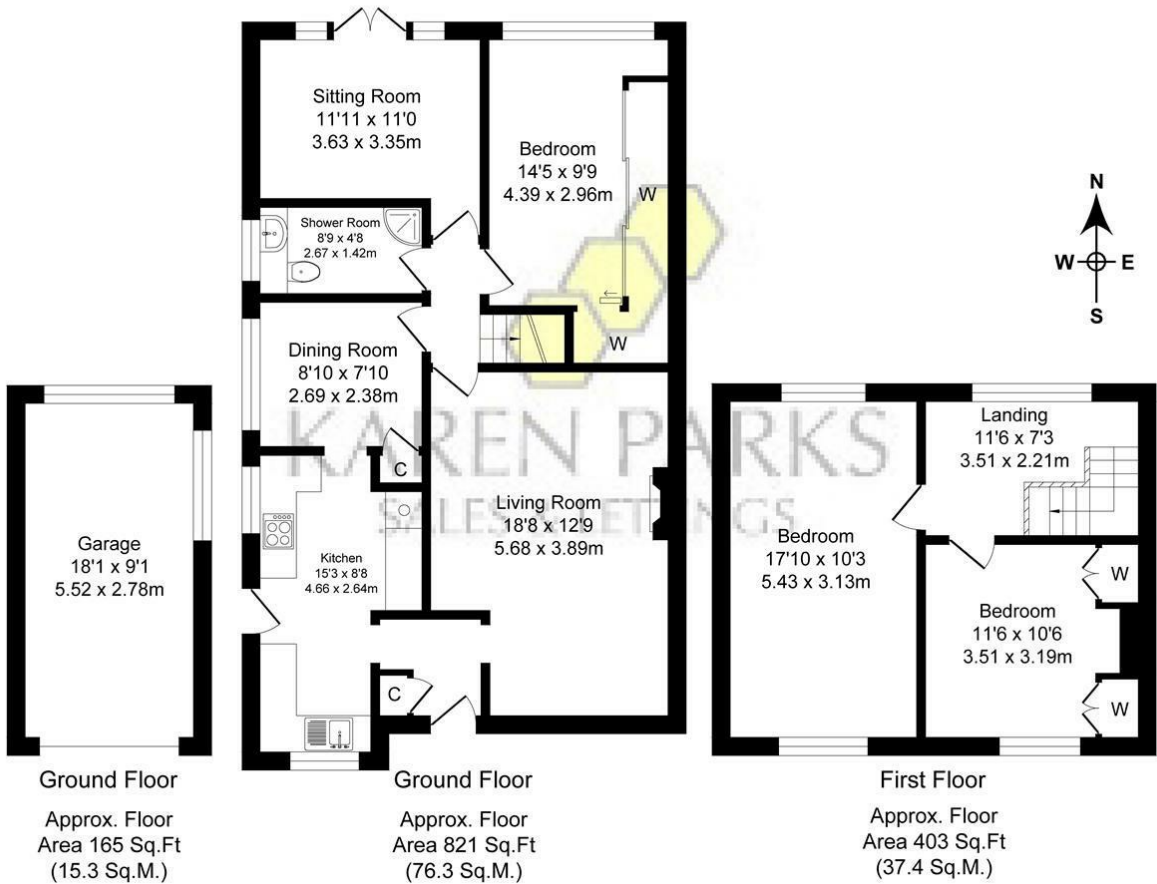 Sitting Room
11'11 x 11'0
3.63 x 3.35m
Bedroom
14'5 x 9'9
4.39 x 2.96m
W
W
Shower Room
8'9 x 4'8
2.67 x 1.42m
Dining Room
8'10 x 7'10
2.69 x 2.38m
C
KAREN PARKS
SALES & LETTINGS
Living Room
18'8 x 12'9
5.68 x 3.89m
Kitchen
15'3 x 8'8
4.66 x 2.64m
C
Garage
18'1 x 9'1
5.52 x 2.78m
N
W E
S
Landing
11'6 x 7'3
3.51 x 2.21m
Bedroom
17'10 x 10'3
5.43 x 3.13m
W
Bedroom
11'6 x 10'6
3.51 x 3.19m
W
Ground Floor
Approx. Floor
Area 165 Sq.Ft
(15.3 Sq.M.)
Ground Floor
Approx. Floor
Area 821 Sq.Ft
(76.3 Sq.M.)
First Floor
Approx. Floor
Area 403 Sq.Ft
(37.4 Sq.M.)